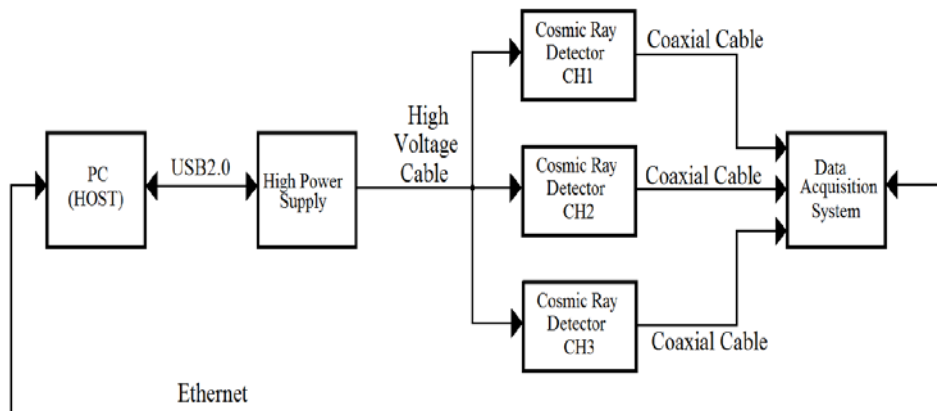 PC
(HOST)
USB2.0
High Power
Supply
High
Voltage
Cable
Cosmic Ray
Detector
CH1
Coaxial Cable
Cosmic Ray
Detector
CH2
Coaxial Cable
Cosmic Ray
Detector
CH3
Coaxial Cable
Data
Acquisition
System
Ethernet